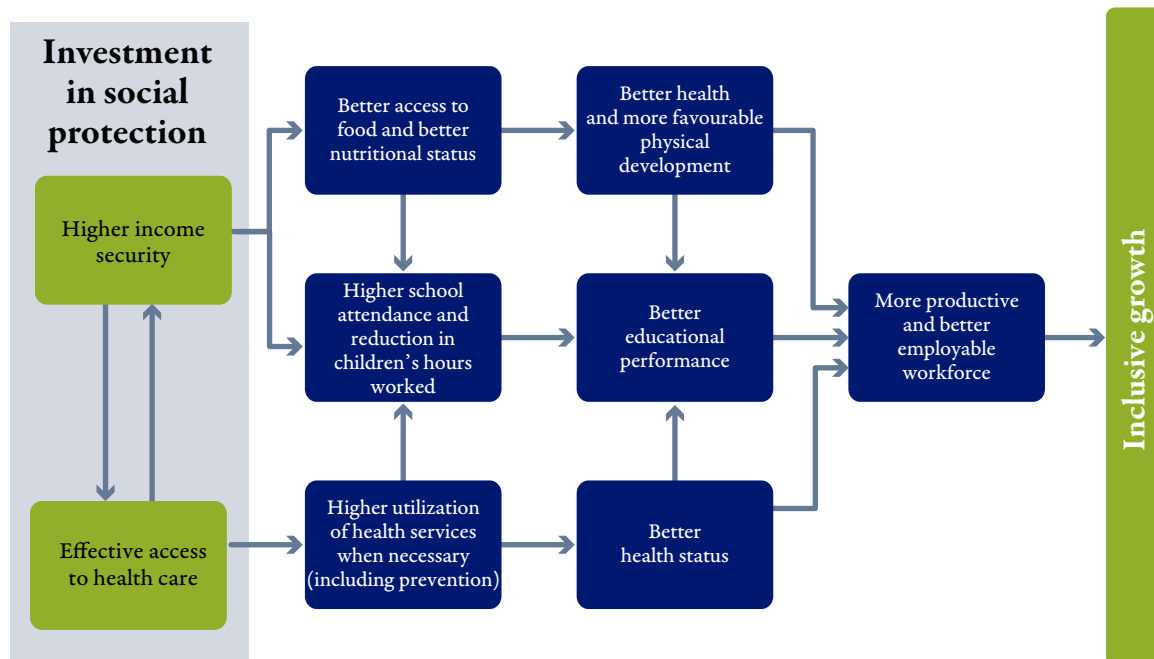 Investment
in social
protection
Higher income
security
Effective access
to health care
Better access to
food and better
nutritional status
Higher school
attendance and
reduction in
children’s hours
worked
Higher utilization
of health services
when necessary
(including prevention)
Better health
and more favourable
physical
development
Better
educational
performance
Better
health status
More productive
and better
employable
workforce
Inclusive growth